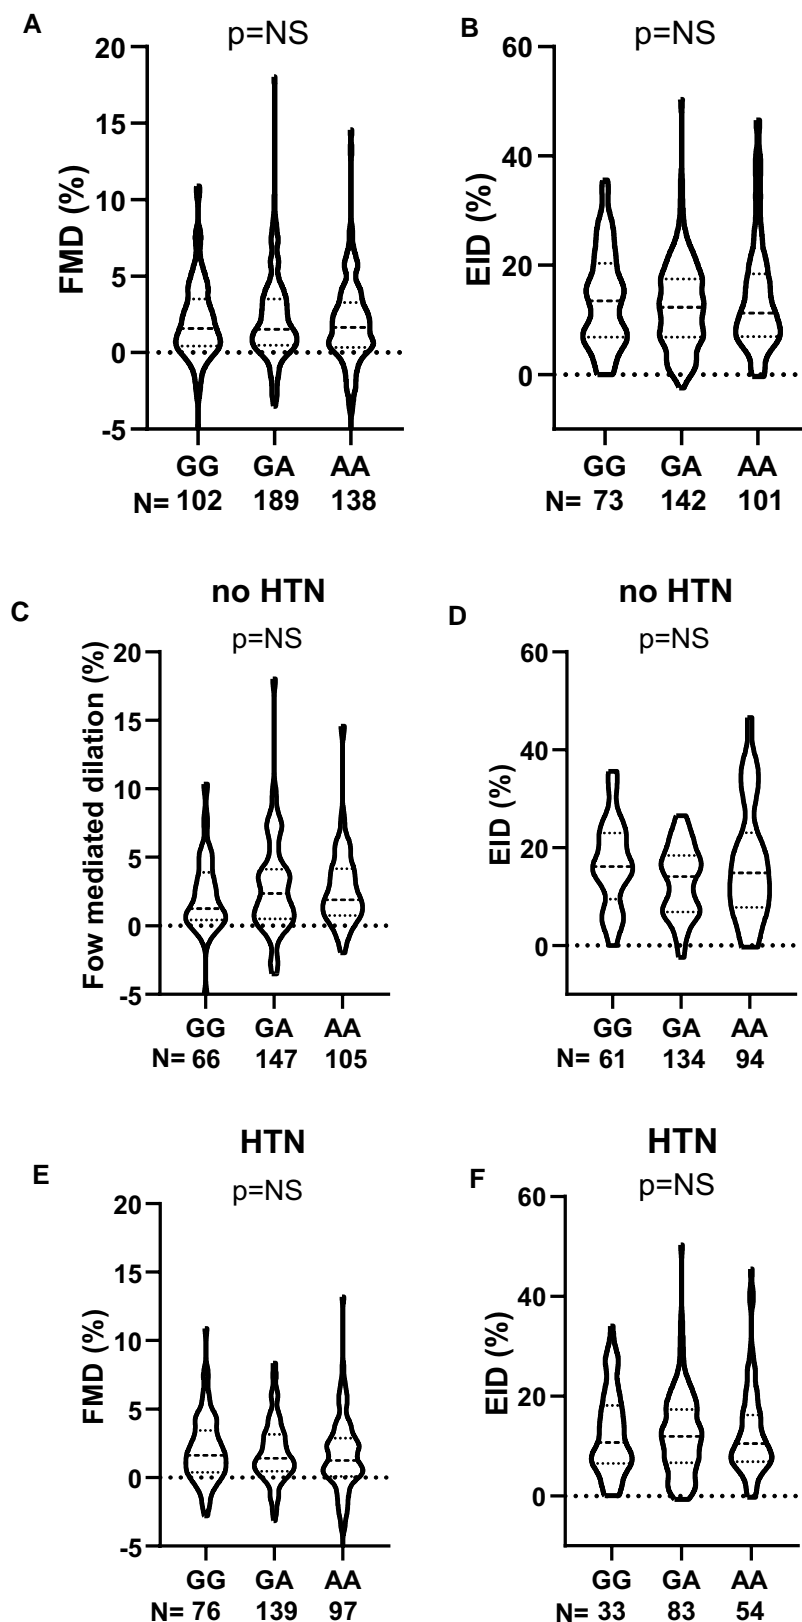 A
p=NS
FMD (%)
20
15
10
5
0
-5
GG GA AA
N= 102 189 138
B
p=NS
EID (%)
60
40
20
0
GG GA AA
N= 73 142 101
C
no HTN
p=NS
Fow mediated dilation (%)
20
15
10
5
0
-5
GG GA AA
N= 66 147 105
D
no HTN
p=NS
EID (%)
60
40
20
0
GG GA AA
N= 61 134 94
E
HTN
p=NS
FMD (%)
20
15
10
5
0
-5
GG GA AA
N= 76 139 97
F
HTN
p=NS
EID (%)
60
40
20
0
GG GA AA
N= 33 83 54